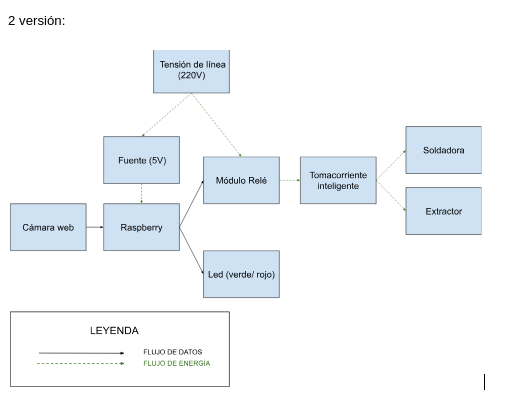 2 versión:
Tensión de línea
(220V)
Fuente (5V)
Soldadora
Módulo Relé
Tomacorriente
inteligente
Extractor
Cámara web
Raspberry
Led (verde/ rojo)
LEYENDA
FLUJO DE DATOS
FLUJO DE ENERGIA